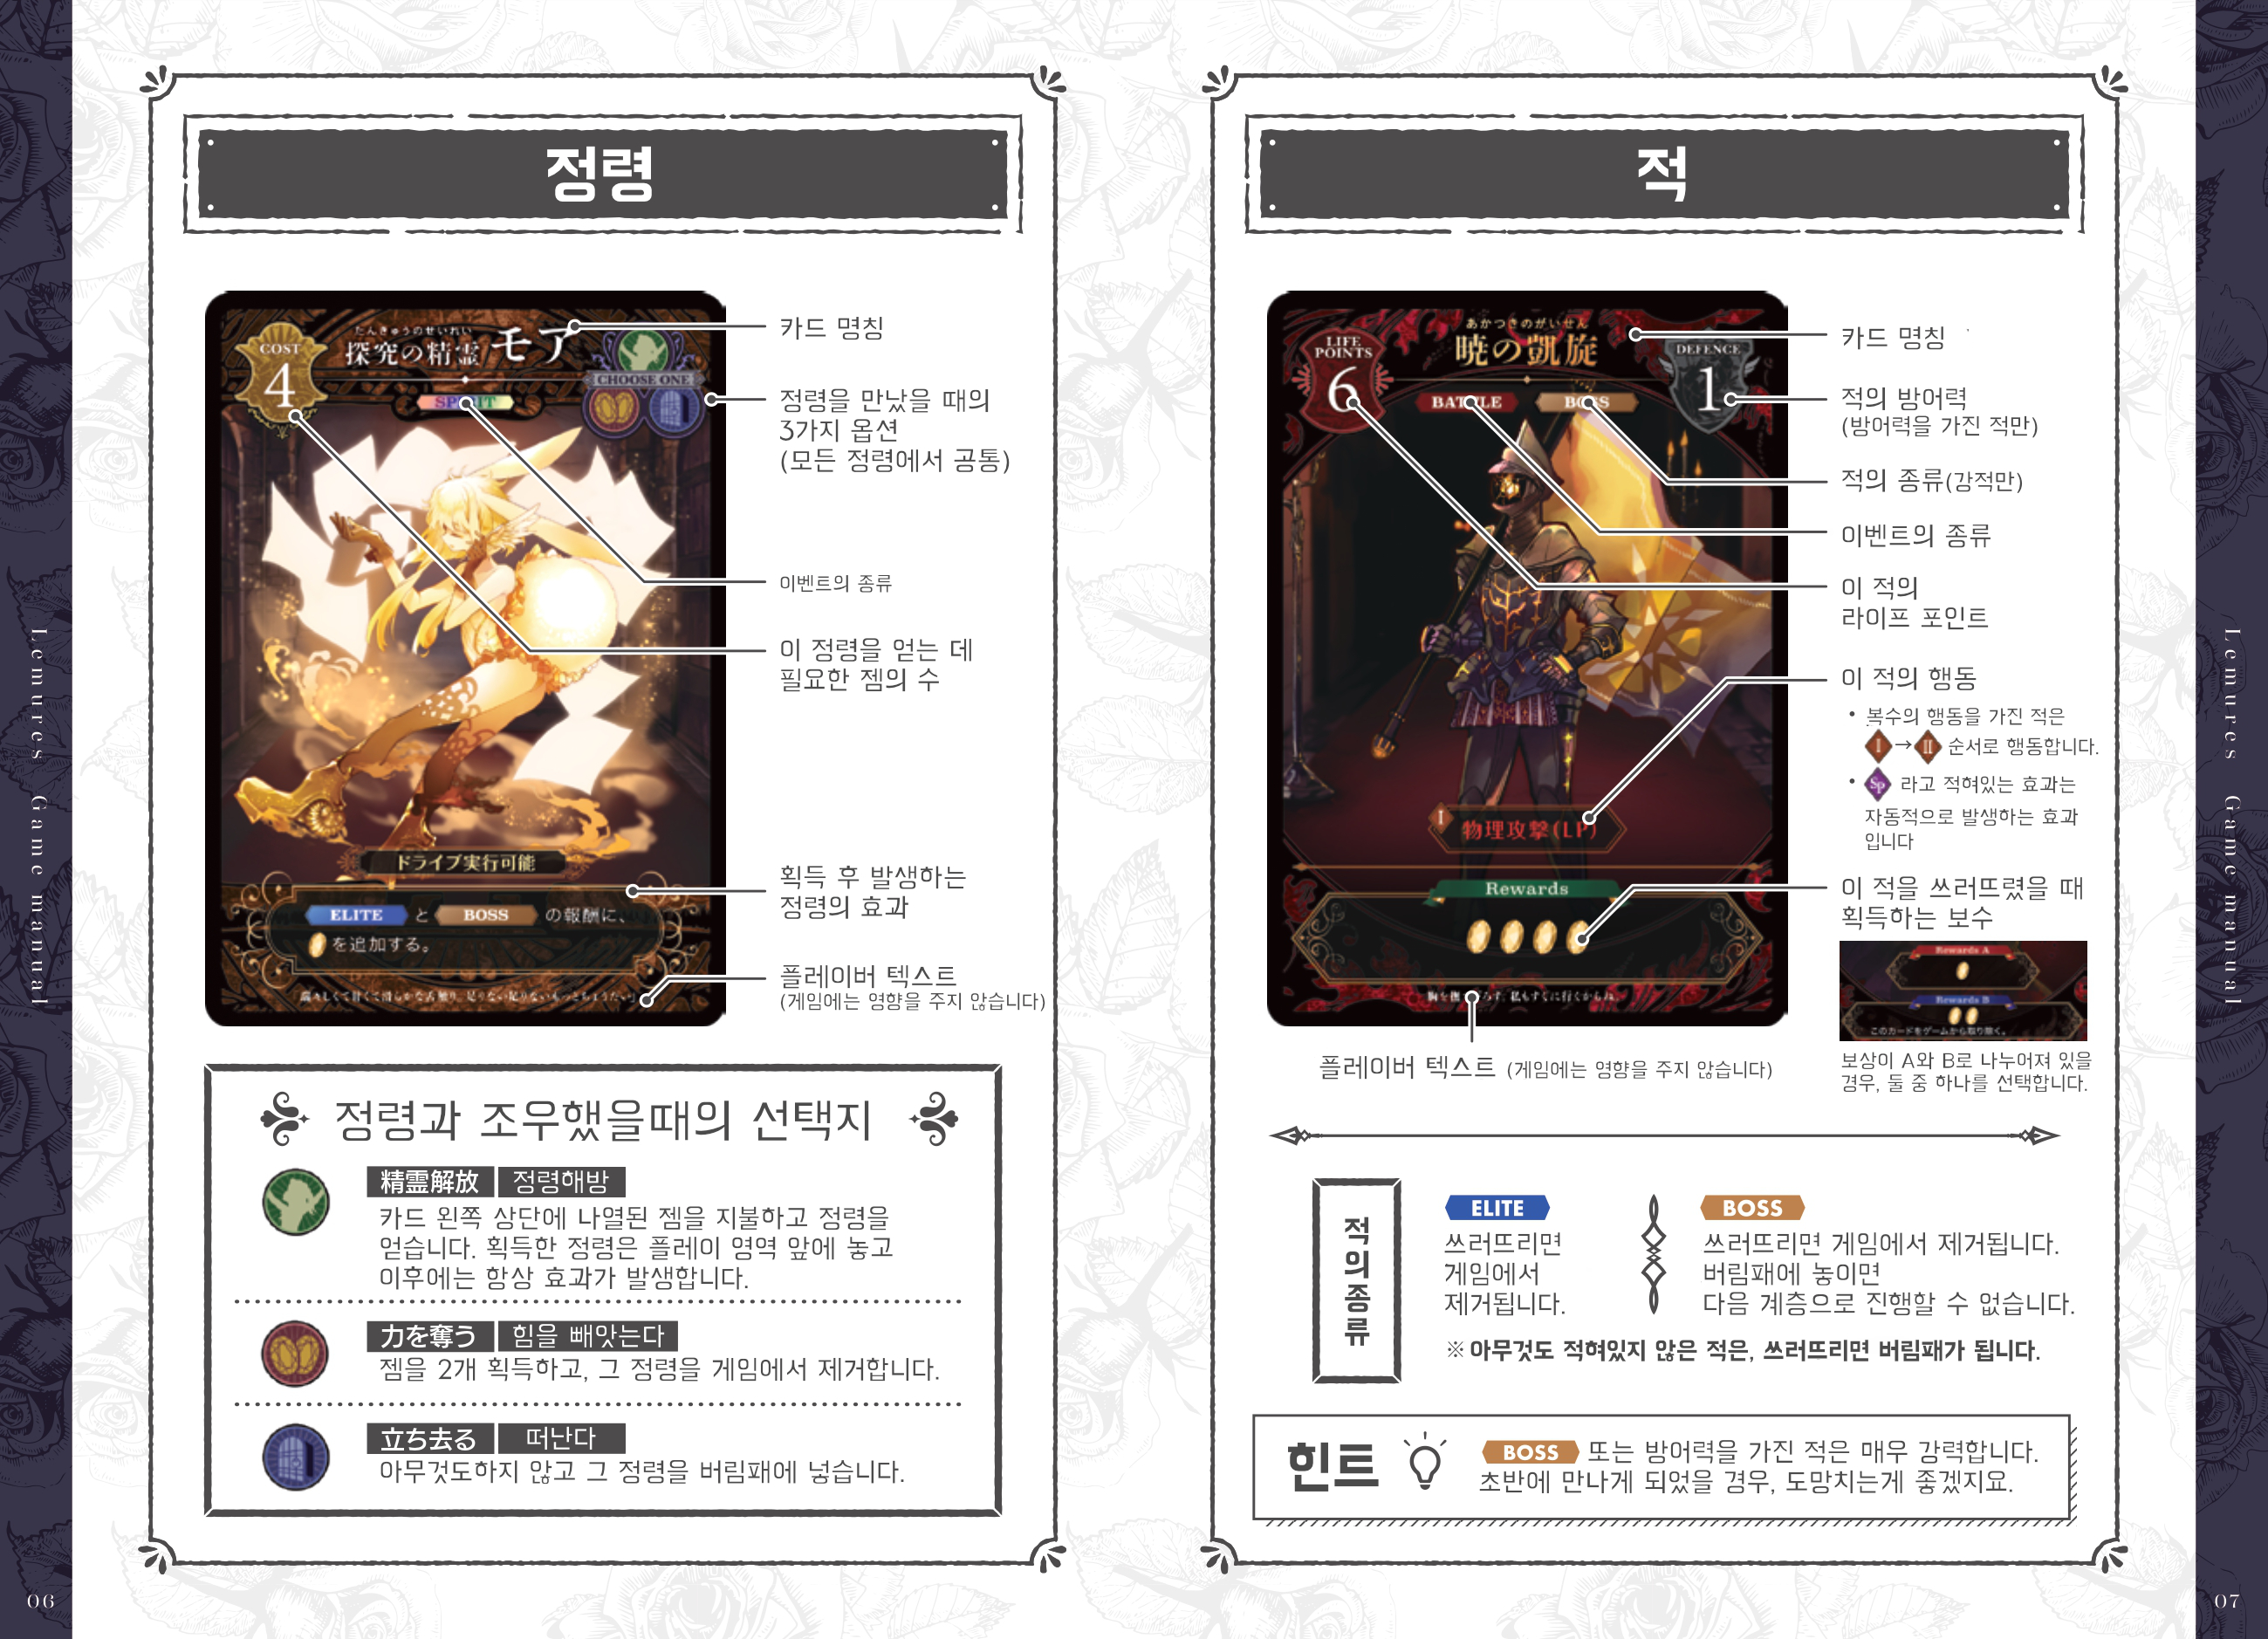 정령
たんきゅうのせいれい
探究の精霊 モア
COST
4
CHOOSE ONE
SPIRIT
ドライブ実行可能
ELITE と BOSS の報酬に、
を追加する。
카드 명칭
정령을 만났을 때의
3가지 옵션
(모든 정령에서 공통)
이벤트의 종류
이 정령을 얻는 데
필요한 젬의 수
획득 후 발생하는
정령의 효과
플레이버 텍스트
(게임에는 영향을 주지 않습니다)
정령과 조우했을때의 선택지
精霊解放 정령해방
카드 왼쪽 상단에 나열된 젬을 지불하고 정령을
얻습니다. 획득한 정령은 플레이 영역 앞에 놓고
이후에는 항상 효과가 발생합니다.
力を奪う 힘을 빼앗는다
젬을 2개 획득하고, 그 정령을 게임에서 제거합니다.
立ち去る 떠난다
아무것도하지 않고 그 정령을 버림패에 넣습니다.
Lemures Game manual
06
적
あかつきのがいせん
暁の凱旋
LIFE
POINTS
6
DEFENCE
1
BATTLE
BOSS
I 物理攻撃(LP)
Rewards
카드 명칭
적의 방어력
(방어력을 가진 적만)
적의 종류(강적만)
이벤트의 종류
이 적의
라이프 포인트
이 적의 행동
• 복수의 행동을 가진 적은
I → II 순서로 행동합니다.
• Sp 라고 적혀있는 효과는
자동적으로 발생하는 효과
입니다
이 적을 쓰러뜨렸을 때
획득하는 보수
Rewards A
Rewards B
このカードをゲームから取り除く。
보상이 A와 B로 나누어져 있을
경우, 둘 중 하나를 선택합니다.
플레이버 텍스트 (게임에는 영향을 주지 않습니다)
적의종류
ELITE
쓰러뜨리면
게임에서
제거됩니다.
BOSS
쓰러뜨리면 게임에서 제거됩니다.
버림패에 놓이면
다음 계층으로 진행할 수 없습니다.
※ 아무것도 적혀있지 않은 적은, 쓰러뜨리면 버림패가 됩니다.
힌트
BOSS 또는 방어력을 가진 적은 매우 강력합니다.
초반에 만나게 되었을 경우, 도망치는게 좋겠지요.
Lemures Game manual
07